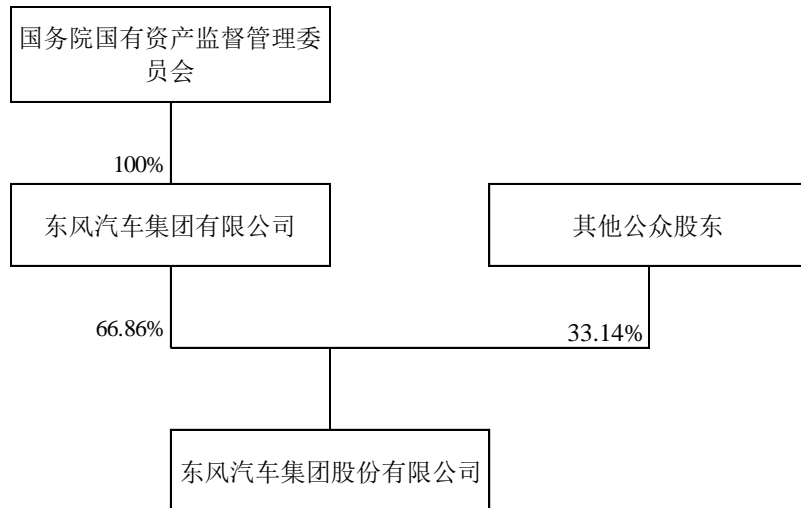 国务院国有资产监督管理委
员会
100%
东风汽车集团有限公司
其他公众股东
66.86%
33.14%
东风汽车集团股份有限公司